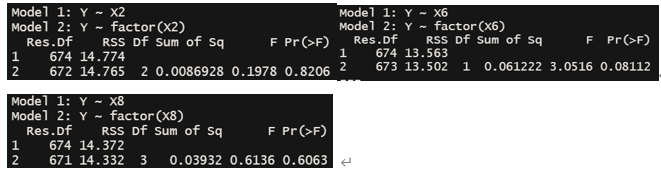 Model 1: Y ~ X2
Model 2: Y ~ factor(X2)
  Res.Df    RSS Df Sum of Sq      F Pr(>F)
1    674 14.774
2    672 14.765  2 0.0086928 0.1978 0.8206
Model 1: Y ~ X6
Model 2: Y ~ factor(X6)
  Res.Df    RSS Df Sum of Sq      F  Pr(>F)
1    674 13.563
2    673 13.502  1  0.061222 3.0516 0.08112
Model 1: Y ~ X8
Model 2: Y ~ factor(X8)
  Res.Df    RSS Df Sum of Sq      F Pr(>F)
1    674 14.372
2    671 14.332  3   0.03932 0.6136 0.6063